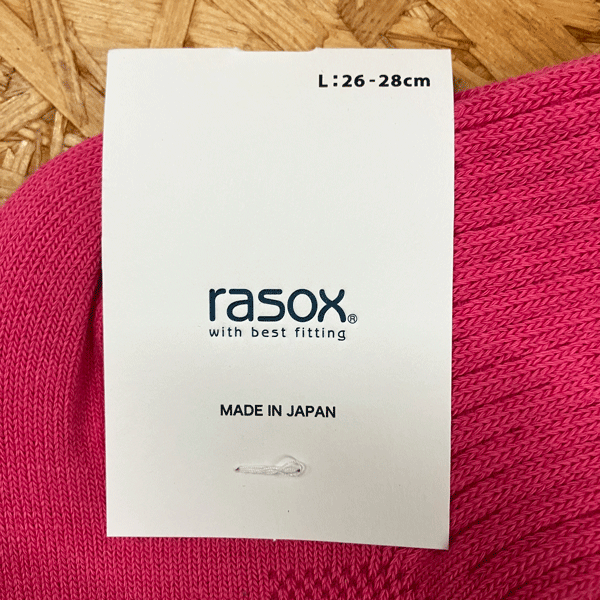 L:26-28cm
rasox®
with best fitting
MADE IN JAPAN